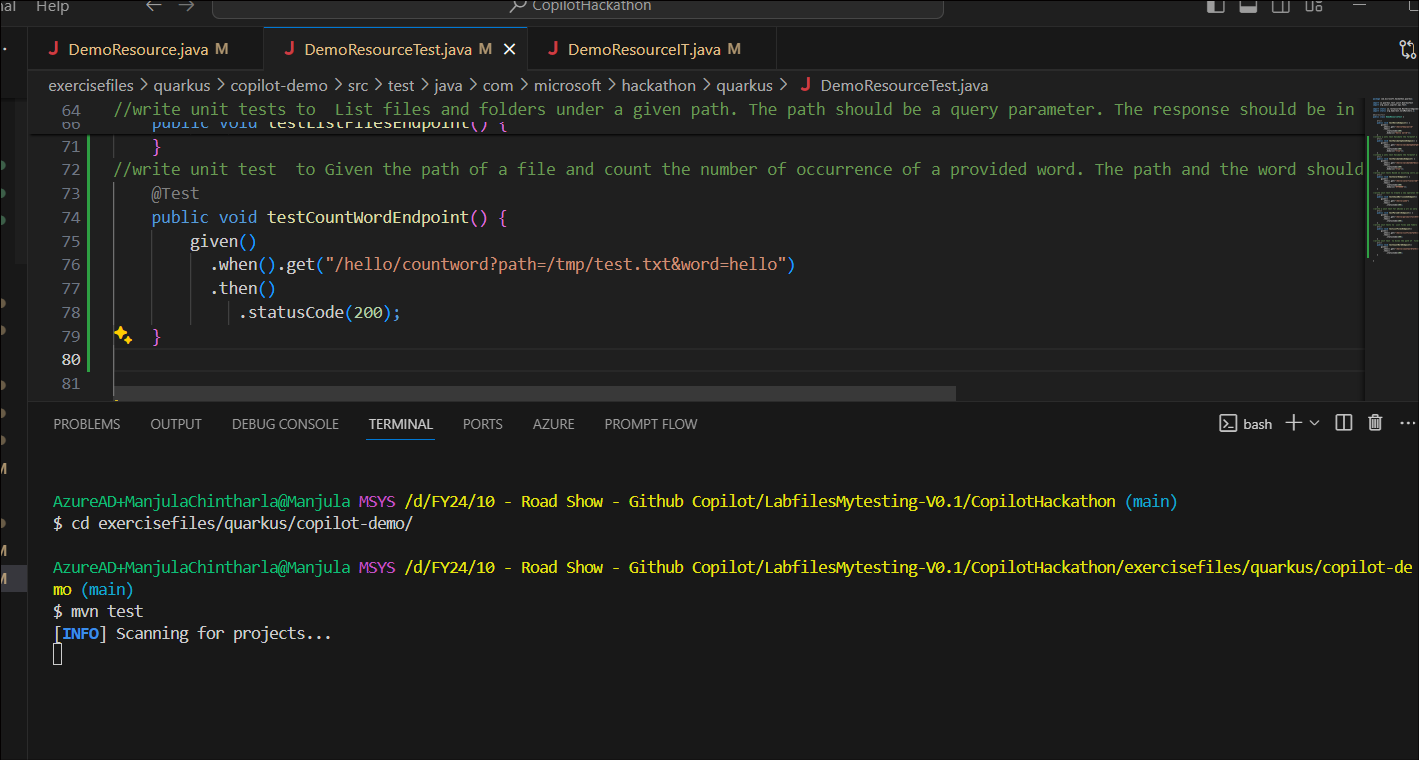 Help CopilotHackathon
J DemoResource.java M J DemoResourceTest.java M J DemoResourceIT.java M
exercisefiles > quarkus > copilot-demo > src > test > java > com > microsoft > hackathon > quarkus > J DemoResourceTest.java
64 //write unit tests to  List files and folders under a given path. The path should be a query parameter. The response should be in
66 public void testListFilesEndpoint() {
71 }
72 //write unit test  to Given the path of a file and count the number of occurrence of a provided word. The path and the word should
73 @Test
74 public void testCountWordEndpoint() {
75 given()
76 .when().get("/hello/countword?path=/tmp/test.txt&word=hello")
77 .then()
78 .statusCode(200);
79 }
80
81
PROBLEMS OUTPUT DEBUG CONSOLE TERMINAL PORTS AZURE PROMPT FLOW bash
AzureAD+ManjulaChintharla@Manjula MSYS /d/FY24/10 - Road Show - Github Copilot/LabfilesMytesting-V0.1/CopilotHackathon (main)
$ cd exercisefiles/quarkus/copilot-demo/
AzureAD+ManjulaChintharla@Manjula MSYS /d/FY24/10 - Road Show - Github Copilot/LabfilesMytesting-V0.1/CopilotHackathon/exercisefiles/quarkus/copilot-de
mo (main)
$ mvn test
[INFO] Scanning for projects...